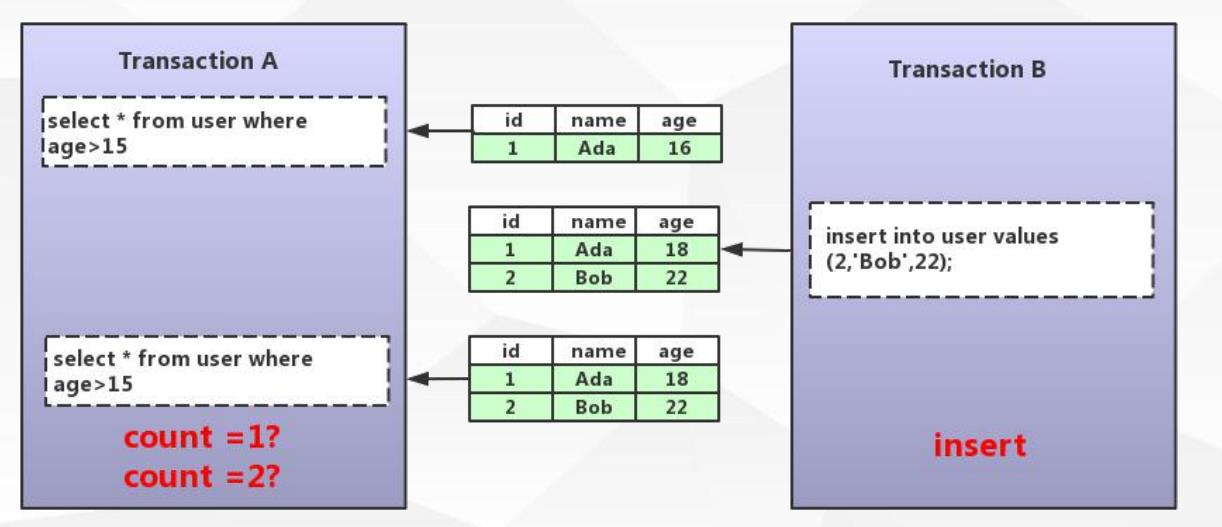 Transaction A
select * from user where
age>15
id name age
1 Ada 16
Transaction B
id name age
1 Ada 18
2 Bob 22
insert into user values
(2,'Bob',22);
select * from user where
age>15
id name age
1 Ada 18
2 Bob 22
count =1?
count =2?
insert